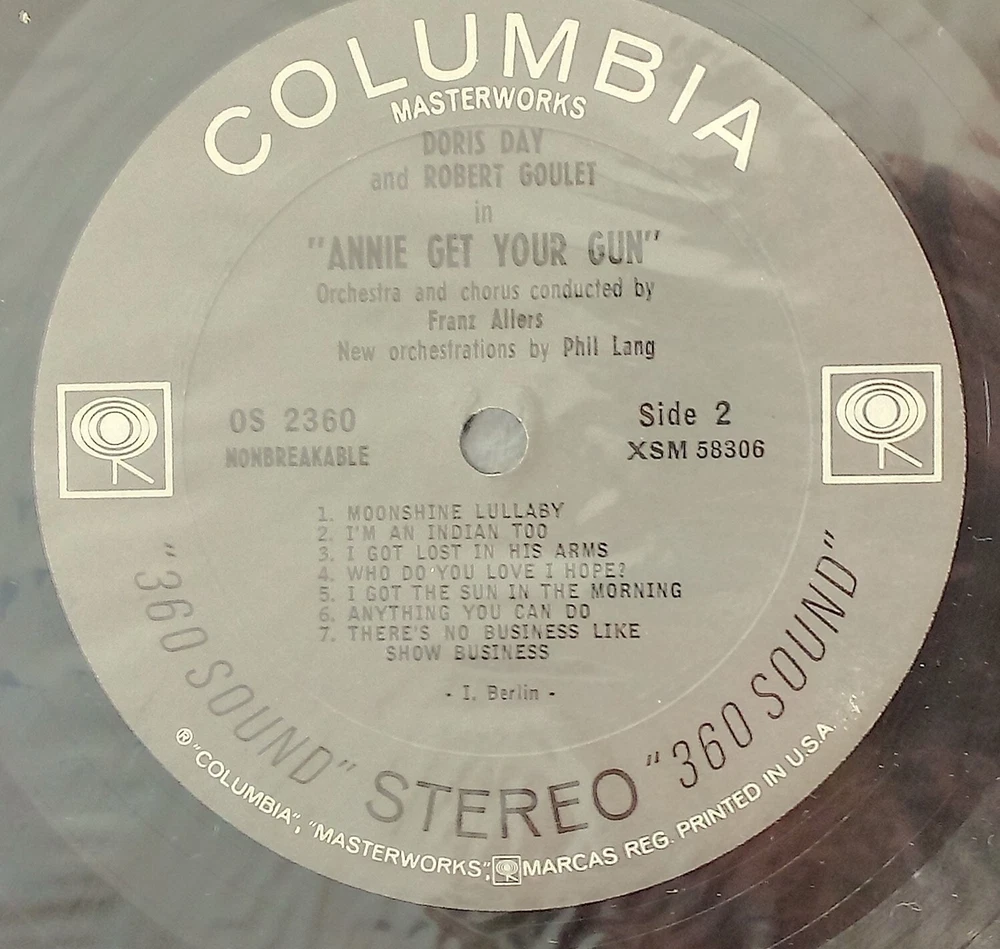 COLUMBIA
MASTERWORKS
DORIS DAY
and ROBERT GOULET
in
"ANNIE GET YOUR GUN"
Orchestra and chorus conducted by
Franz Allers
New orchestrations by Phil Lang
OS 2360
NONBREAKABLE
Side 2
XSM 58306
1. MOONSHINE LULLABY
2. I'M AN INDIAN TOO
3. I GOT LOST IN HIS ARMS
4. WHO DO YOU LOVE I HOPE?
5. I GOT THE SUN IN THE MORNING
6. ANYTHING YOU CAN DO
7. THERE'S NO BUSINESS LIKE
SHOW BUSINESS
- I. Berlin -
"360 SOUND" STEREO "360 SOUND"
® "COLUMBIA", "MASTERWORKS", MARCAS REG. PRINTED IN U.S.A.